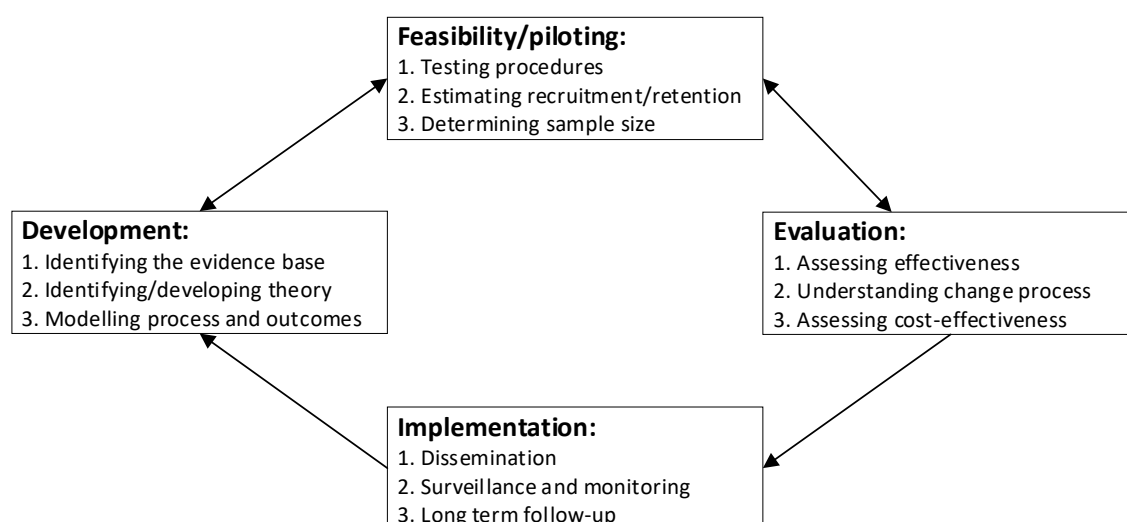 Feasibility/piloting:
1. Testing procedures
2. Estimating recruitment/retention
3. Determining sample size
Development:
1. Identifying the evidence base
2. Identifying/developing theory
3. Modelling process and outcomes
Evaluation:
1. Assessing effectiveness
2. Understanding change process
3. Assessing cost-effectiveness
Implementation:
1. Dissemination
2. Surveillance and monitoring
3. Long term follow-up